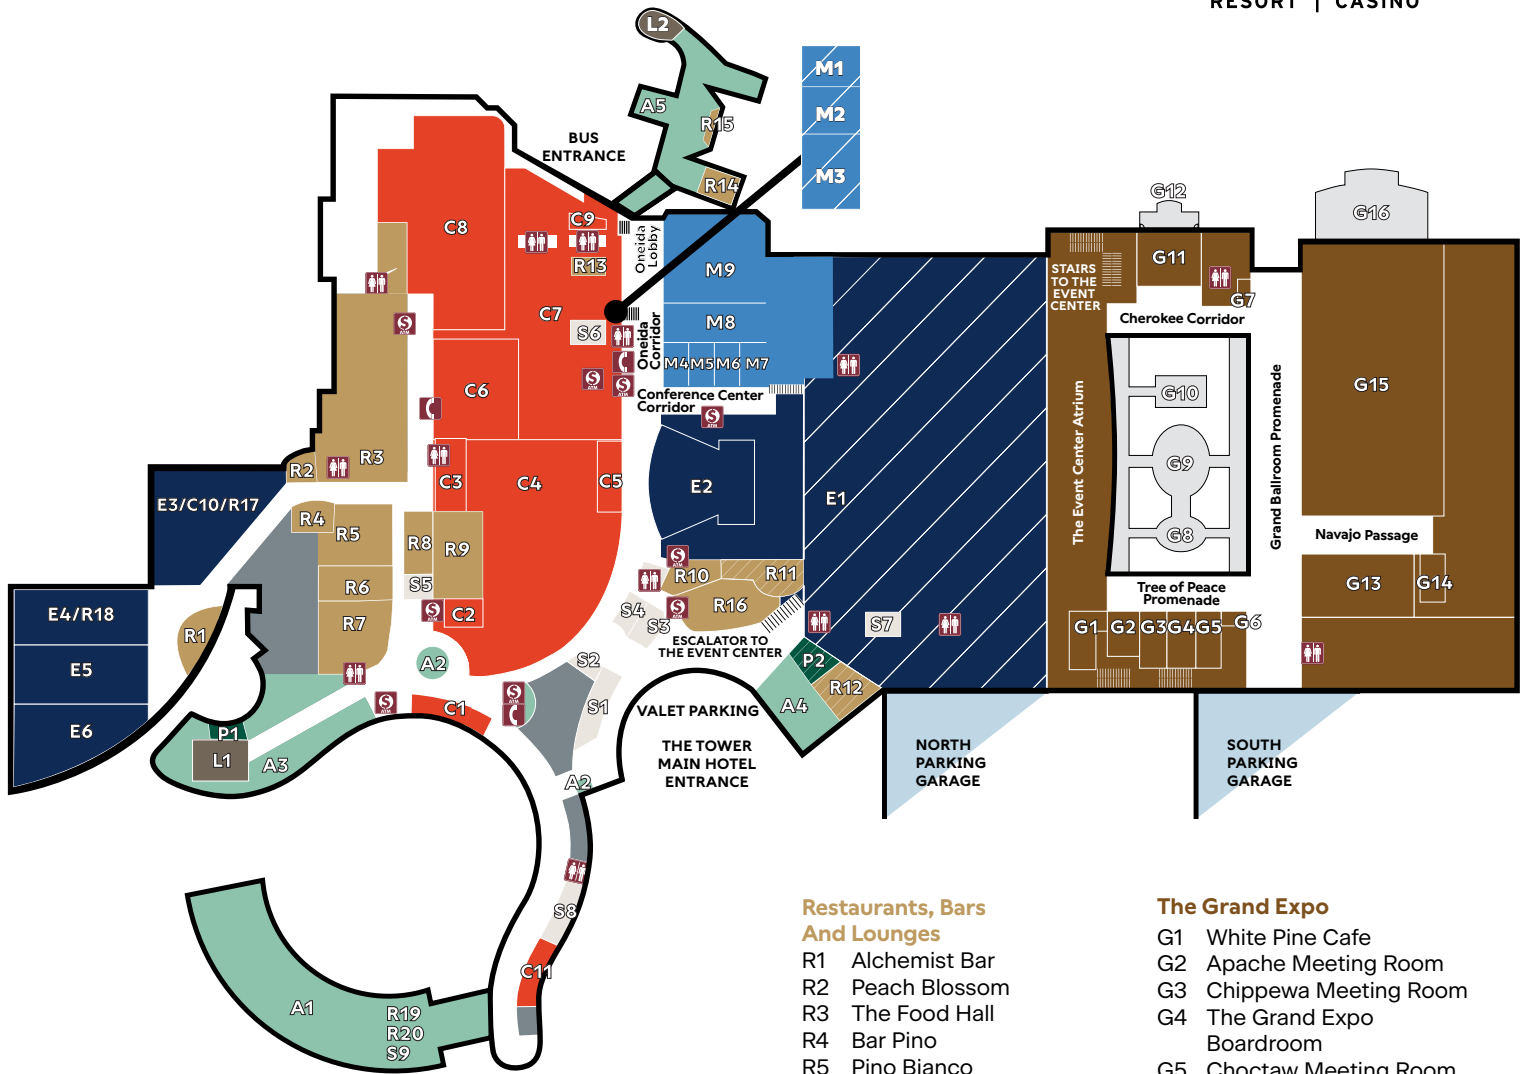 RESORT | CASINO
L2
M1
M2
M3
A5
R15
R14
BUS
ENTRANCE
C8
C9
R13
C7
S6
Oneida
Lobby
Oneida
Corridor
M9
M8
M4
M5
M6
M7
Conference Center
Corridor
C6
C3
C4
C5
R3
R2
R4
R5
R6
R7
R8
R9
S5
C2
E3/C10/R17
E4/R18
E5
E6
R1
P1
L1
A3
A2
C1
S2
S1
S4
S3
R10
R11
R16
ESCALATOR TO
THE EVENT CENTER
E2
E1
S7
P2
R12
A4
VALET PARKING
THE TOWER
MAIN HOTEL
ENTRANCE
A2
S8
C11
A1
R19
R20
S9
NORTH
PARKING
GARAGE
SOUTH
PARKING
GARAGE
G12
G11
G7
STAIRS
TO THE
EVENT
CENTER
Cherokee Corridor
The Event Center Atrium
G10
G9
G8
Grand Ballroom Promenade
G16
G15
Navajo Passage
G13
G14
Tree of Peace
Promenade
G1
G2
G3
G4
G5
G6
S
ATM
S
ATM
S
ATM
S
ATM
S
ATM
S
ATM
S
ATM
S
ATM
S
ATM
Restaurants, Bars
And Lounges
R1 Alchemist Bar
R2 Peach Blossom
R3 The Food Hall
R4 Bar Pino
R5 Pino Bianco
The Grand Expo
G1 White Pine Cafe
G2 Apache Meeting Room
G3 Chippewa Meeting Room
G4 The Grand Expo
Boardroom
G5 Choctaw Meeting Room